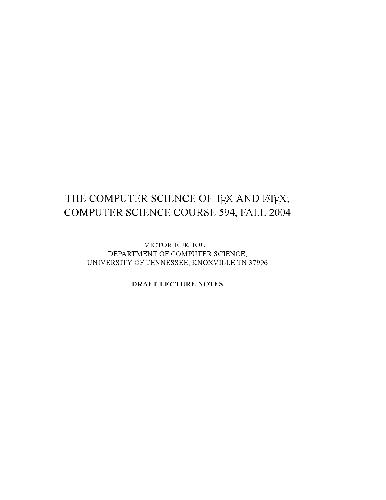 THE COMPUTER SCIENCE OF TEX AND LATEX;
COMPUTER SCIENCE COURSE 594, FALL 2004
VICTOR
DEPARTMENT OF COMPUTER SCIENCE,
UNIVERSITY OF TENNESSEE, KNOXVILLE TN 37996
DRAFT LECTURE NOTES